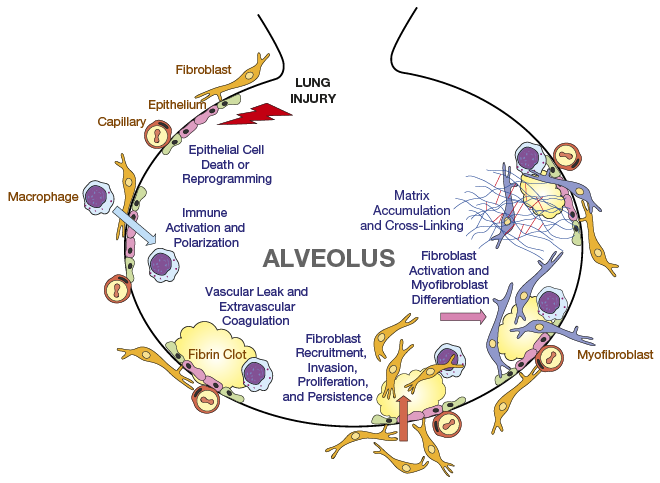 Fibroblast
LUNG
INJURY
Epithelium
Capillary
Epithelial Cell
Death or
Reprogramming
Macrophage
Immune
Activation and
Polarization
Matrix
Accumulation
and Cross-Linking
ALVEOLUS
Fibroblast
Activation and
Myofibroblast
Differentiation
Vascular Leak and
Extravascular
Coagulation
Fibrin Clot
Fibroblast
Recruitment,
Invasion,
Proliferation,
and Persistence
Myofibroblast